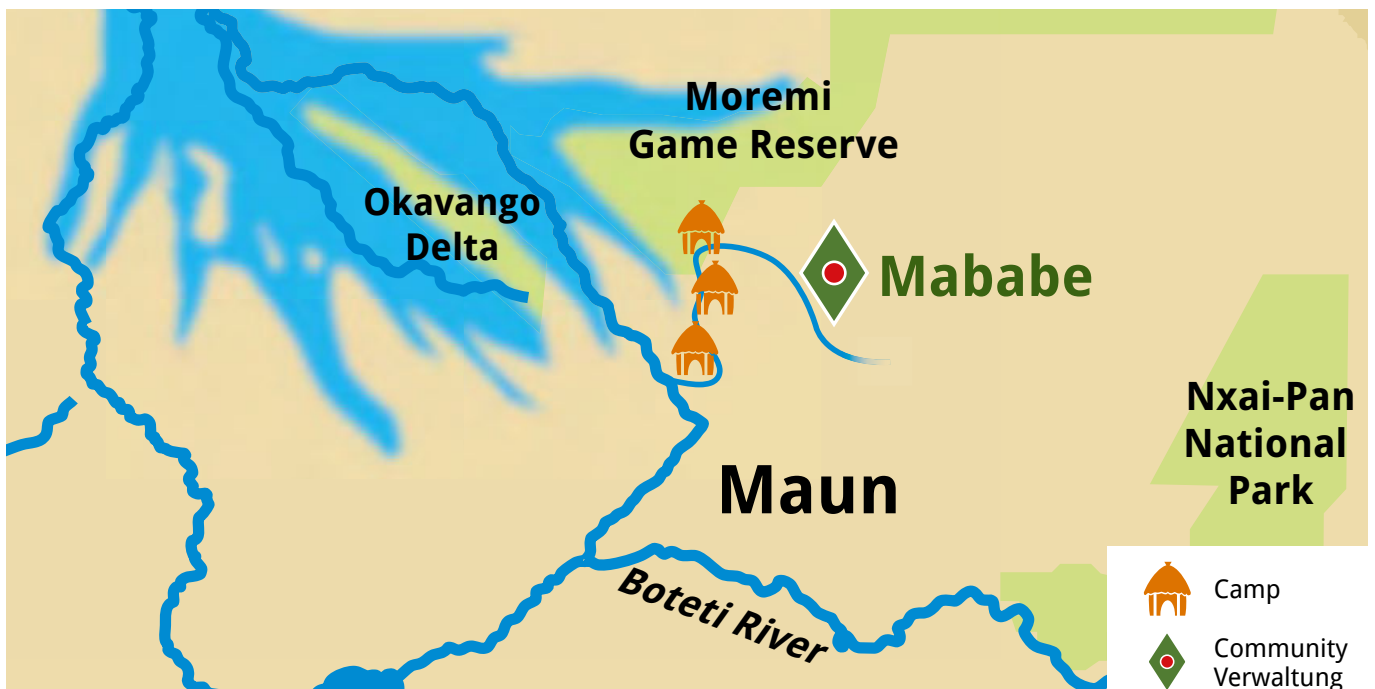 Moremi
Game Reserve
Okavango
Delta
Mababe
Nxai-Pan
National
Park
Maun
Boteti River
Camp
Community
Verwaltung